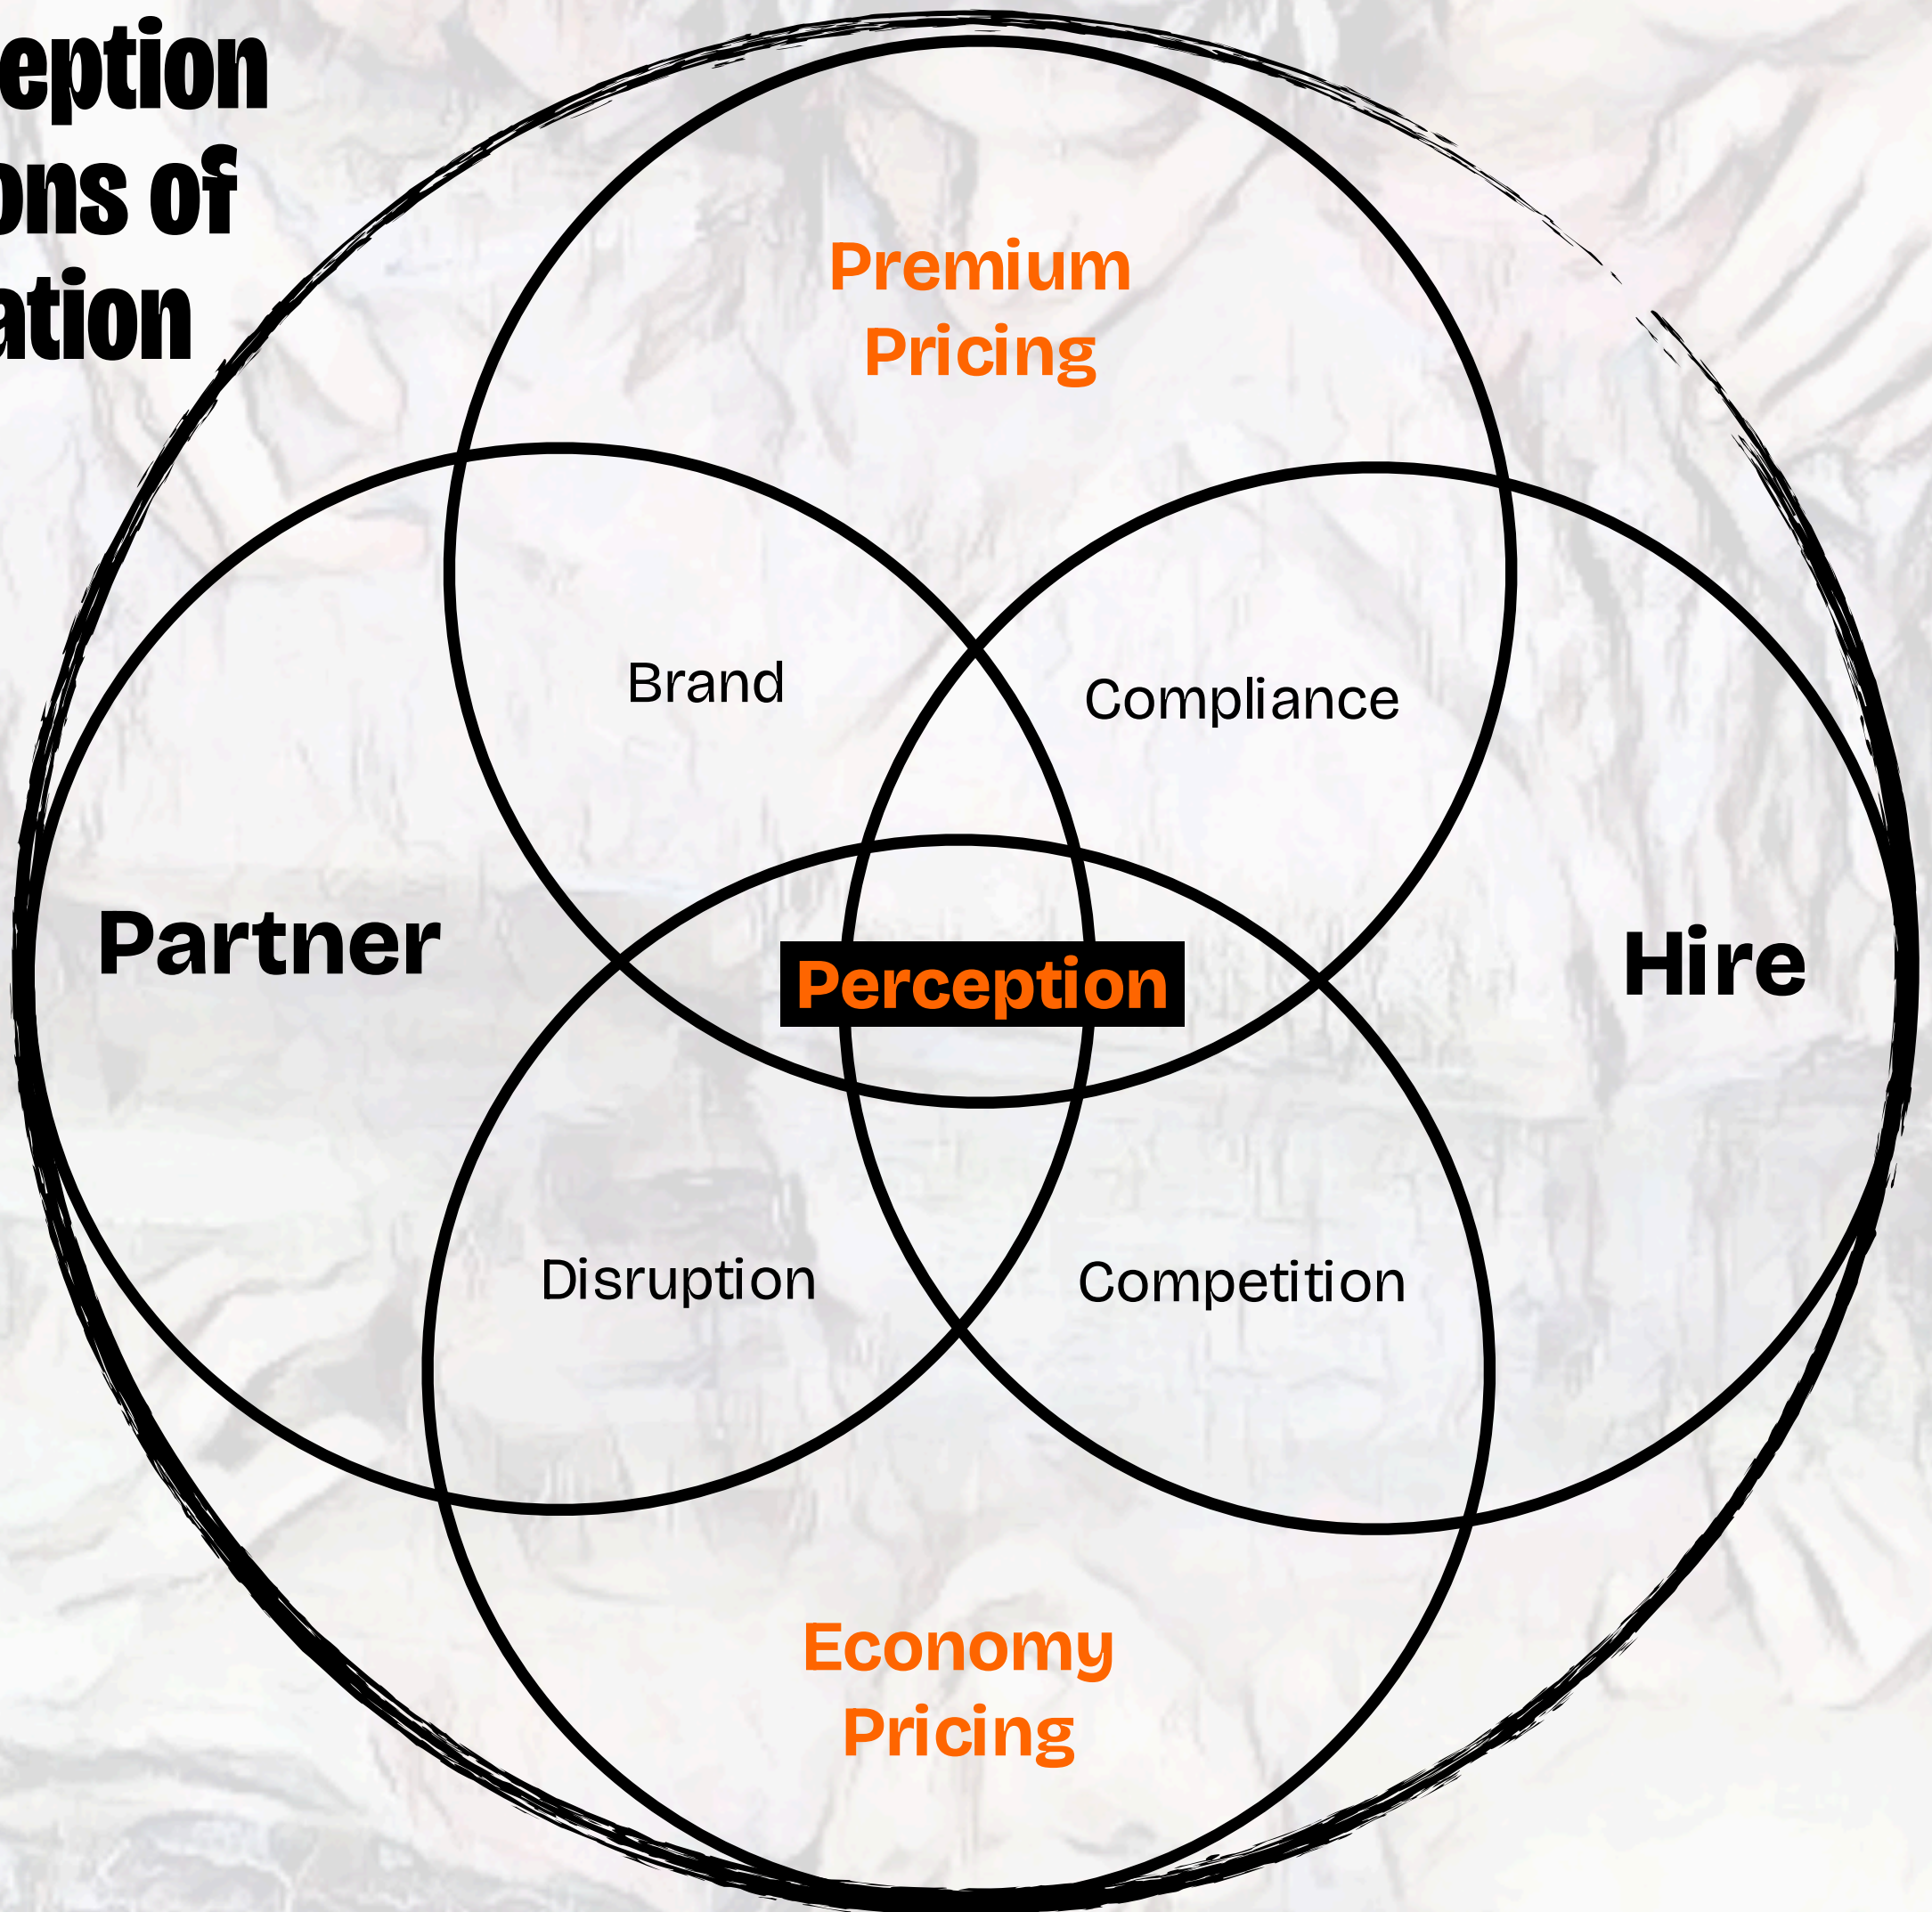 eption
ons of
ation
Premium
Pricing
Brand
Compliance
Partner
Perception
Hire
Disruption
Competition
Economy
Pricing